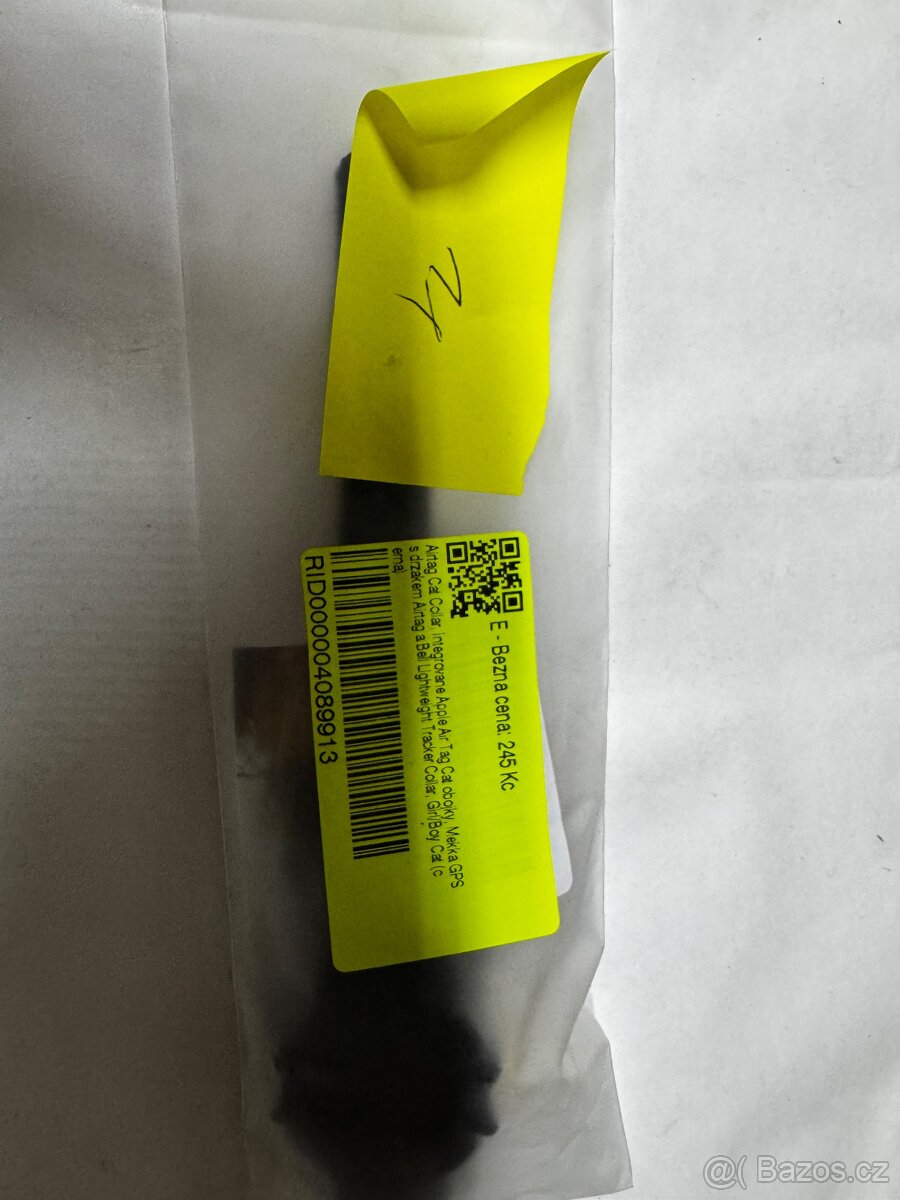 E - Bezna cena: 245 Kc
Airtag Cat Collar, integrovane Apple Air Tag Cat obojky, Mekka GPS
s drzakem Airtag a Bell Lightweight Tracker Collar, Girl/Boy Cat (c
erna)
RID00004089913
@( Bazos.cz